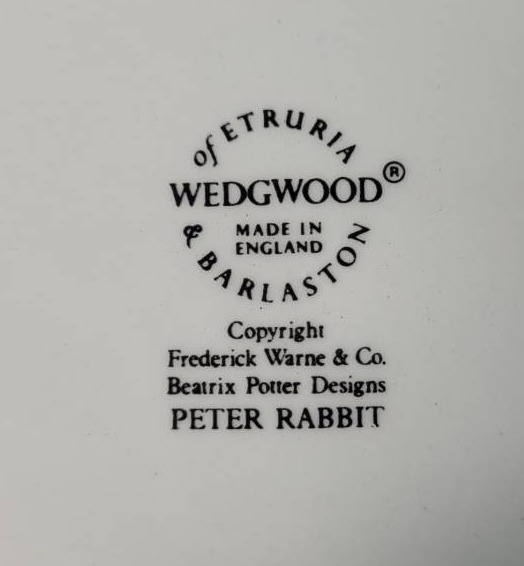 of ETRURIA
WEDGWOOD®
MADE IN
ENGLAND
& BARLASTON
Copyright
Frederick Warne & Co.
Beatrix Potter Designs
PETER RABBIT